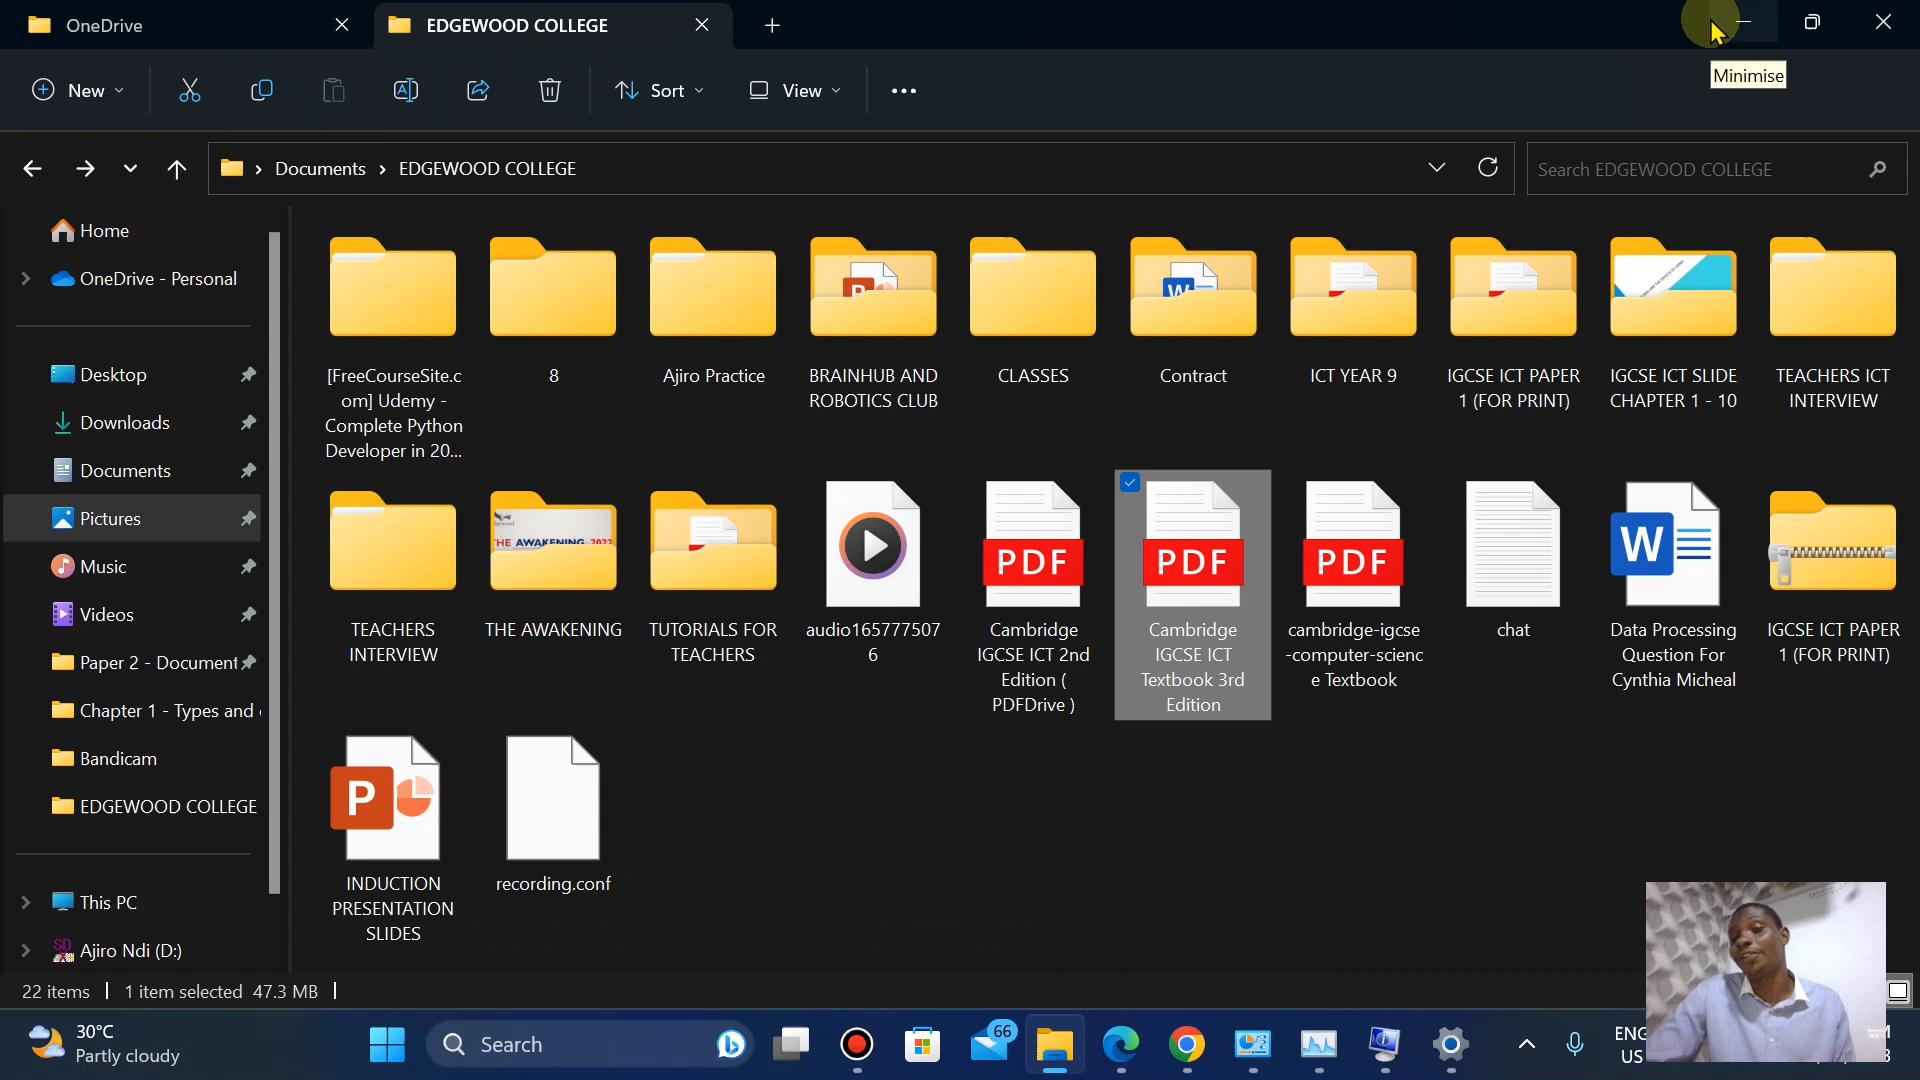 OneDrive
EDGEWOOD COLLEGE
Minimise
New
Sort
View
Documents
EDGEWOOD COLLEGE
Search EDGEWOOD COLLEGE
Home
OneDrive - Personal
Desktop
Downloads
Documents
Pictures
Music
Videos
Paper 2 - Document
Chapter 1 - Types and
Bandicam
EDGEWOOD COLLEGE
This PC
Ajiro Ndi (D:)
[FreeCourseSite.c
om] Udemy -
Complete Python
Developer in 20...
8
Ajiro Practice
BRAINHUB AND
ROBOTICS CLUB
CLASSES
Contract
ICT YEAR 9
IGCSE ICT PAPER
1 (FOR PRINT)
IGCSE ICT SLIDE
CHAPTER 1 - 10
TEACHERS ICT
INTERVIEW
TEACHERS
INTERVIEW
THE AWAKENING 2022
THE AWAKENING
TUTORIALS FOR
TEACHERS
audio165777507
6
PDF
Cambridge
IGCSE ICT 2nd
Edition (
PDFDrive )
PDF
Cambridge
IGCSE ICT
Textbook 3rd
Edition
PDF
cambridge-igcse
-computer-scienc
e Textbook
chat
W
Data Processing
Question For
Cynthia Micheal
IGCSE ICT PAPER
1 (FOR PRINT)
P
INDUCTION
PRESENTATION
SLIDES
recording.conf
22 items
1 item selected 47.3 MB
30°C
Partly cloudy
Search
66
ENG
US